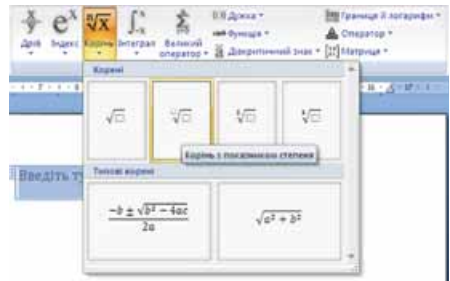 Дріб Індекс Корінь Інтеграл Великий оператор
Дужка
Функція
Діакритичний знак
Границя й логарифм
Оператор
Матриця
Корені
√□ √□ √□ √□
Корінь з показником степеня
Введіть ту
Типові корені
−b ± √b² − 4ac
2a
√a² + b²